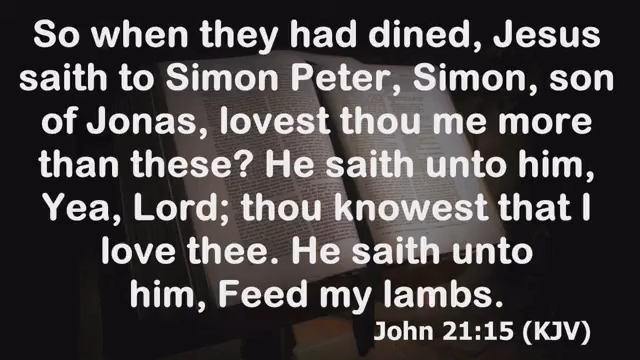 So when they had dined, Jesus
saith to Simon Peter, Simon, son
of Jonas, lovest thou me more
than these? He saith unto him,
Yea, Lord; thou knowest that I
love thee. He saith unto
him, Feed my lambs.
John 21:15 (KJV)